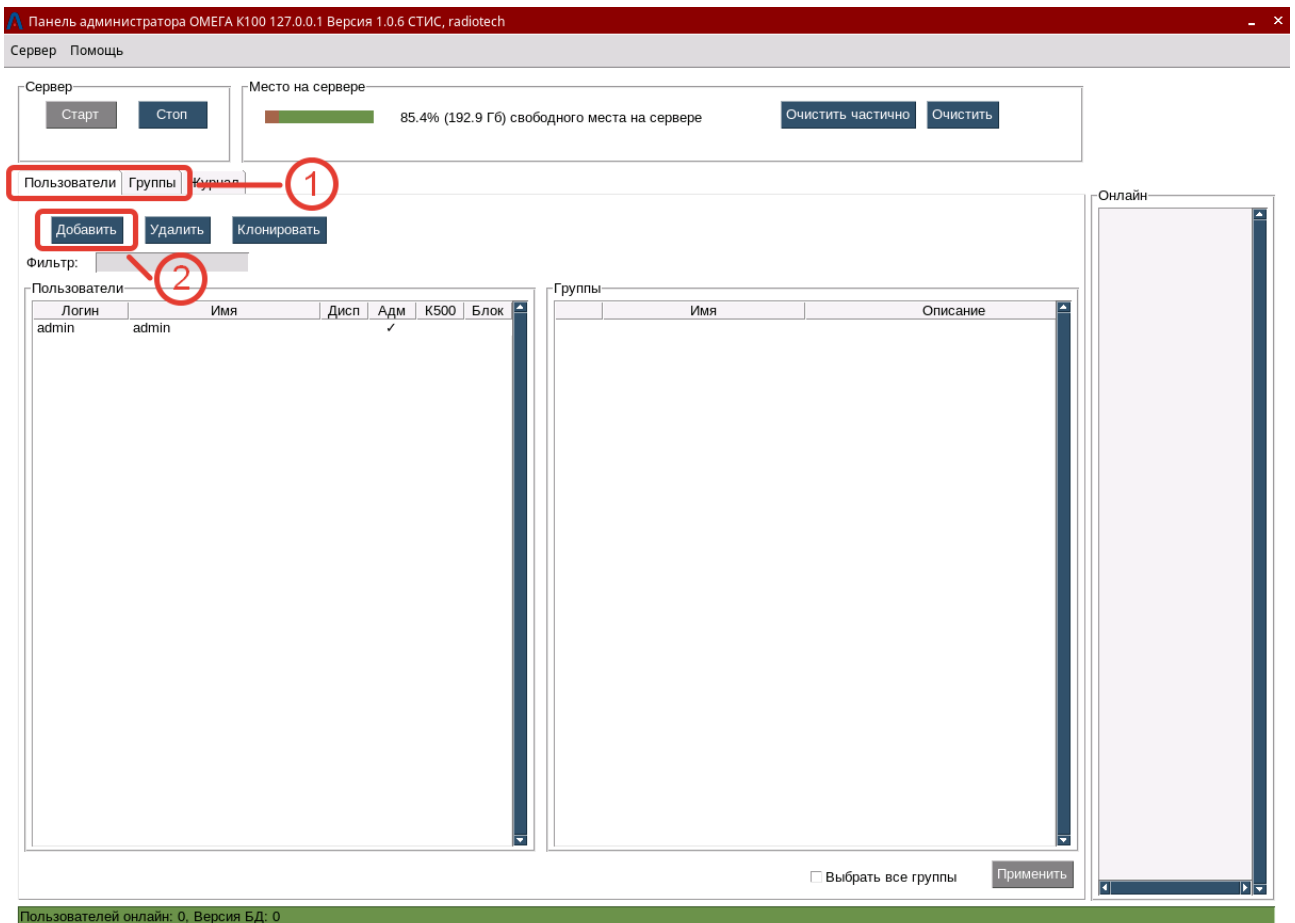 Панель администратора ОМЕГА К100 127.0.0.1 Версия 1.0.6 СТИС, radiotech
Сервер Помощь
Сервер
Место на сервере
Старт Стоп
85.4% (192.9 Гб) свободного места на сервере
Очистить частично Очистить
Пользователи Группы Журнал
1
Онлайн
Добавить Удалить Клонировать
Фильтр:
2
Пользователи
Группы
Логин Имя Дисп Адм К500 Блок
Имя Описание
admin admin ✓
Выбрать все группы Применить
Пользователей онлайн: 0, Версия БД: 0